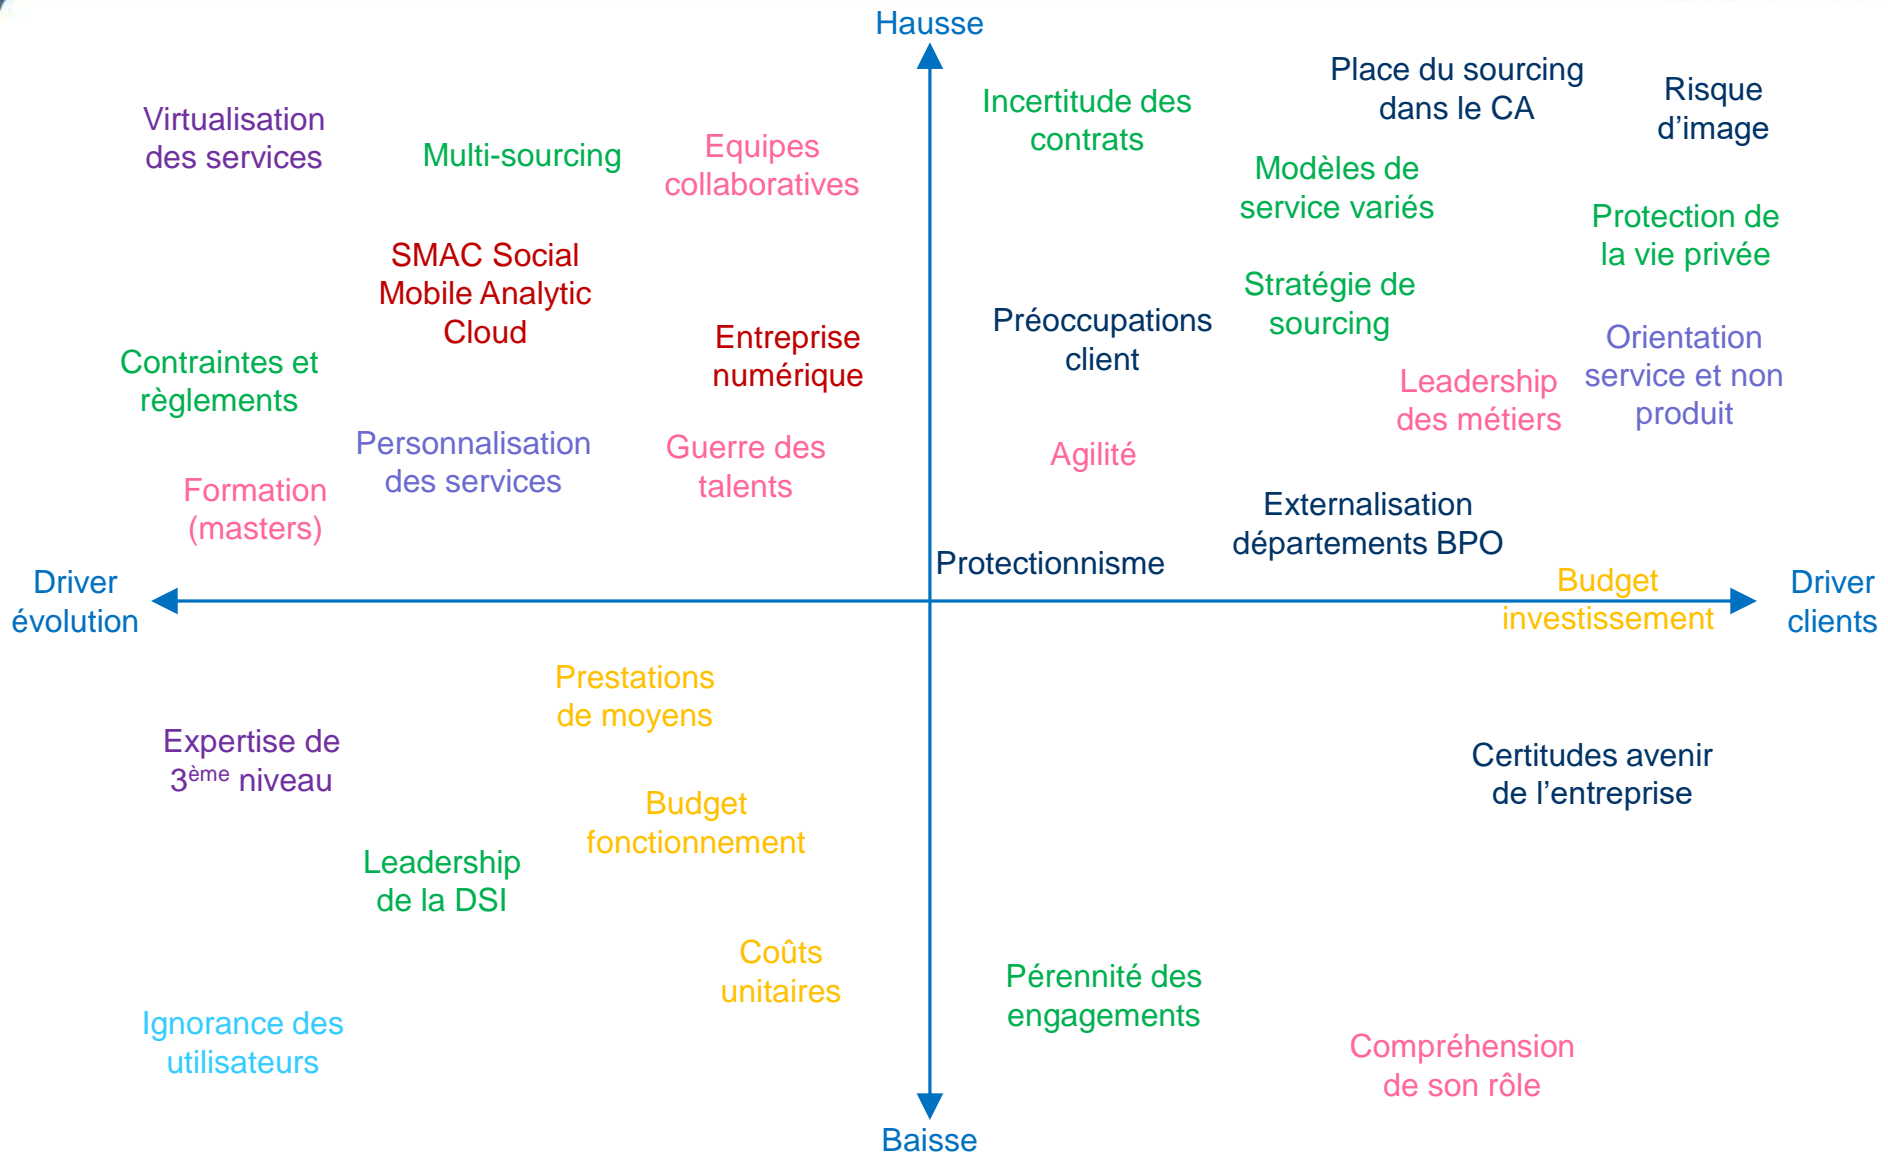 Hausse
Virtualisation
des services
Multi-sourcing
Equipes
collaboratives
Incertitude des
contrats
Place du sourcing
dans le CA
Risque
d’image
Modèles de
service variés
Protection de
la vie privée
SMAC Social
Mobile Analytic
Cloud
Entreprise
numérique
Préoccupations
client
Stratégie de
sourcing
Orientation
service et non
produit
Contraintes et
règlements
Leadership
des métiers
Personnalisation
des services
Guerre des
talents
Agilité
Formation
(masters)
Externalisation
départements BPO
Protectionnisme
Driver
évolution
Budget
investissement
Driver
clients
Prestations
de moyens
Expertise de
3ème niveau
Certitudes avenir
de l’entreprise
Budget
fonctionnement
Leadership
de la DSI
Coûts
unitaires
Pérennité des
engagements
Ignorance des
utilisateurs
Compréhension
de son rôle
Baisse